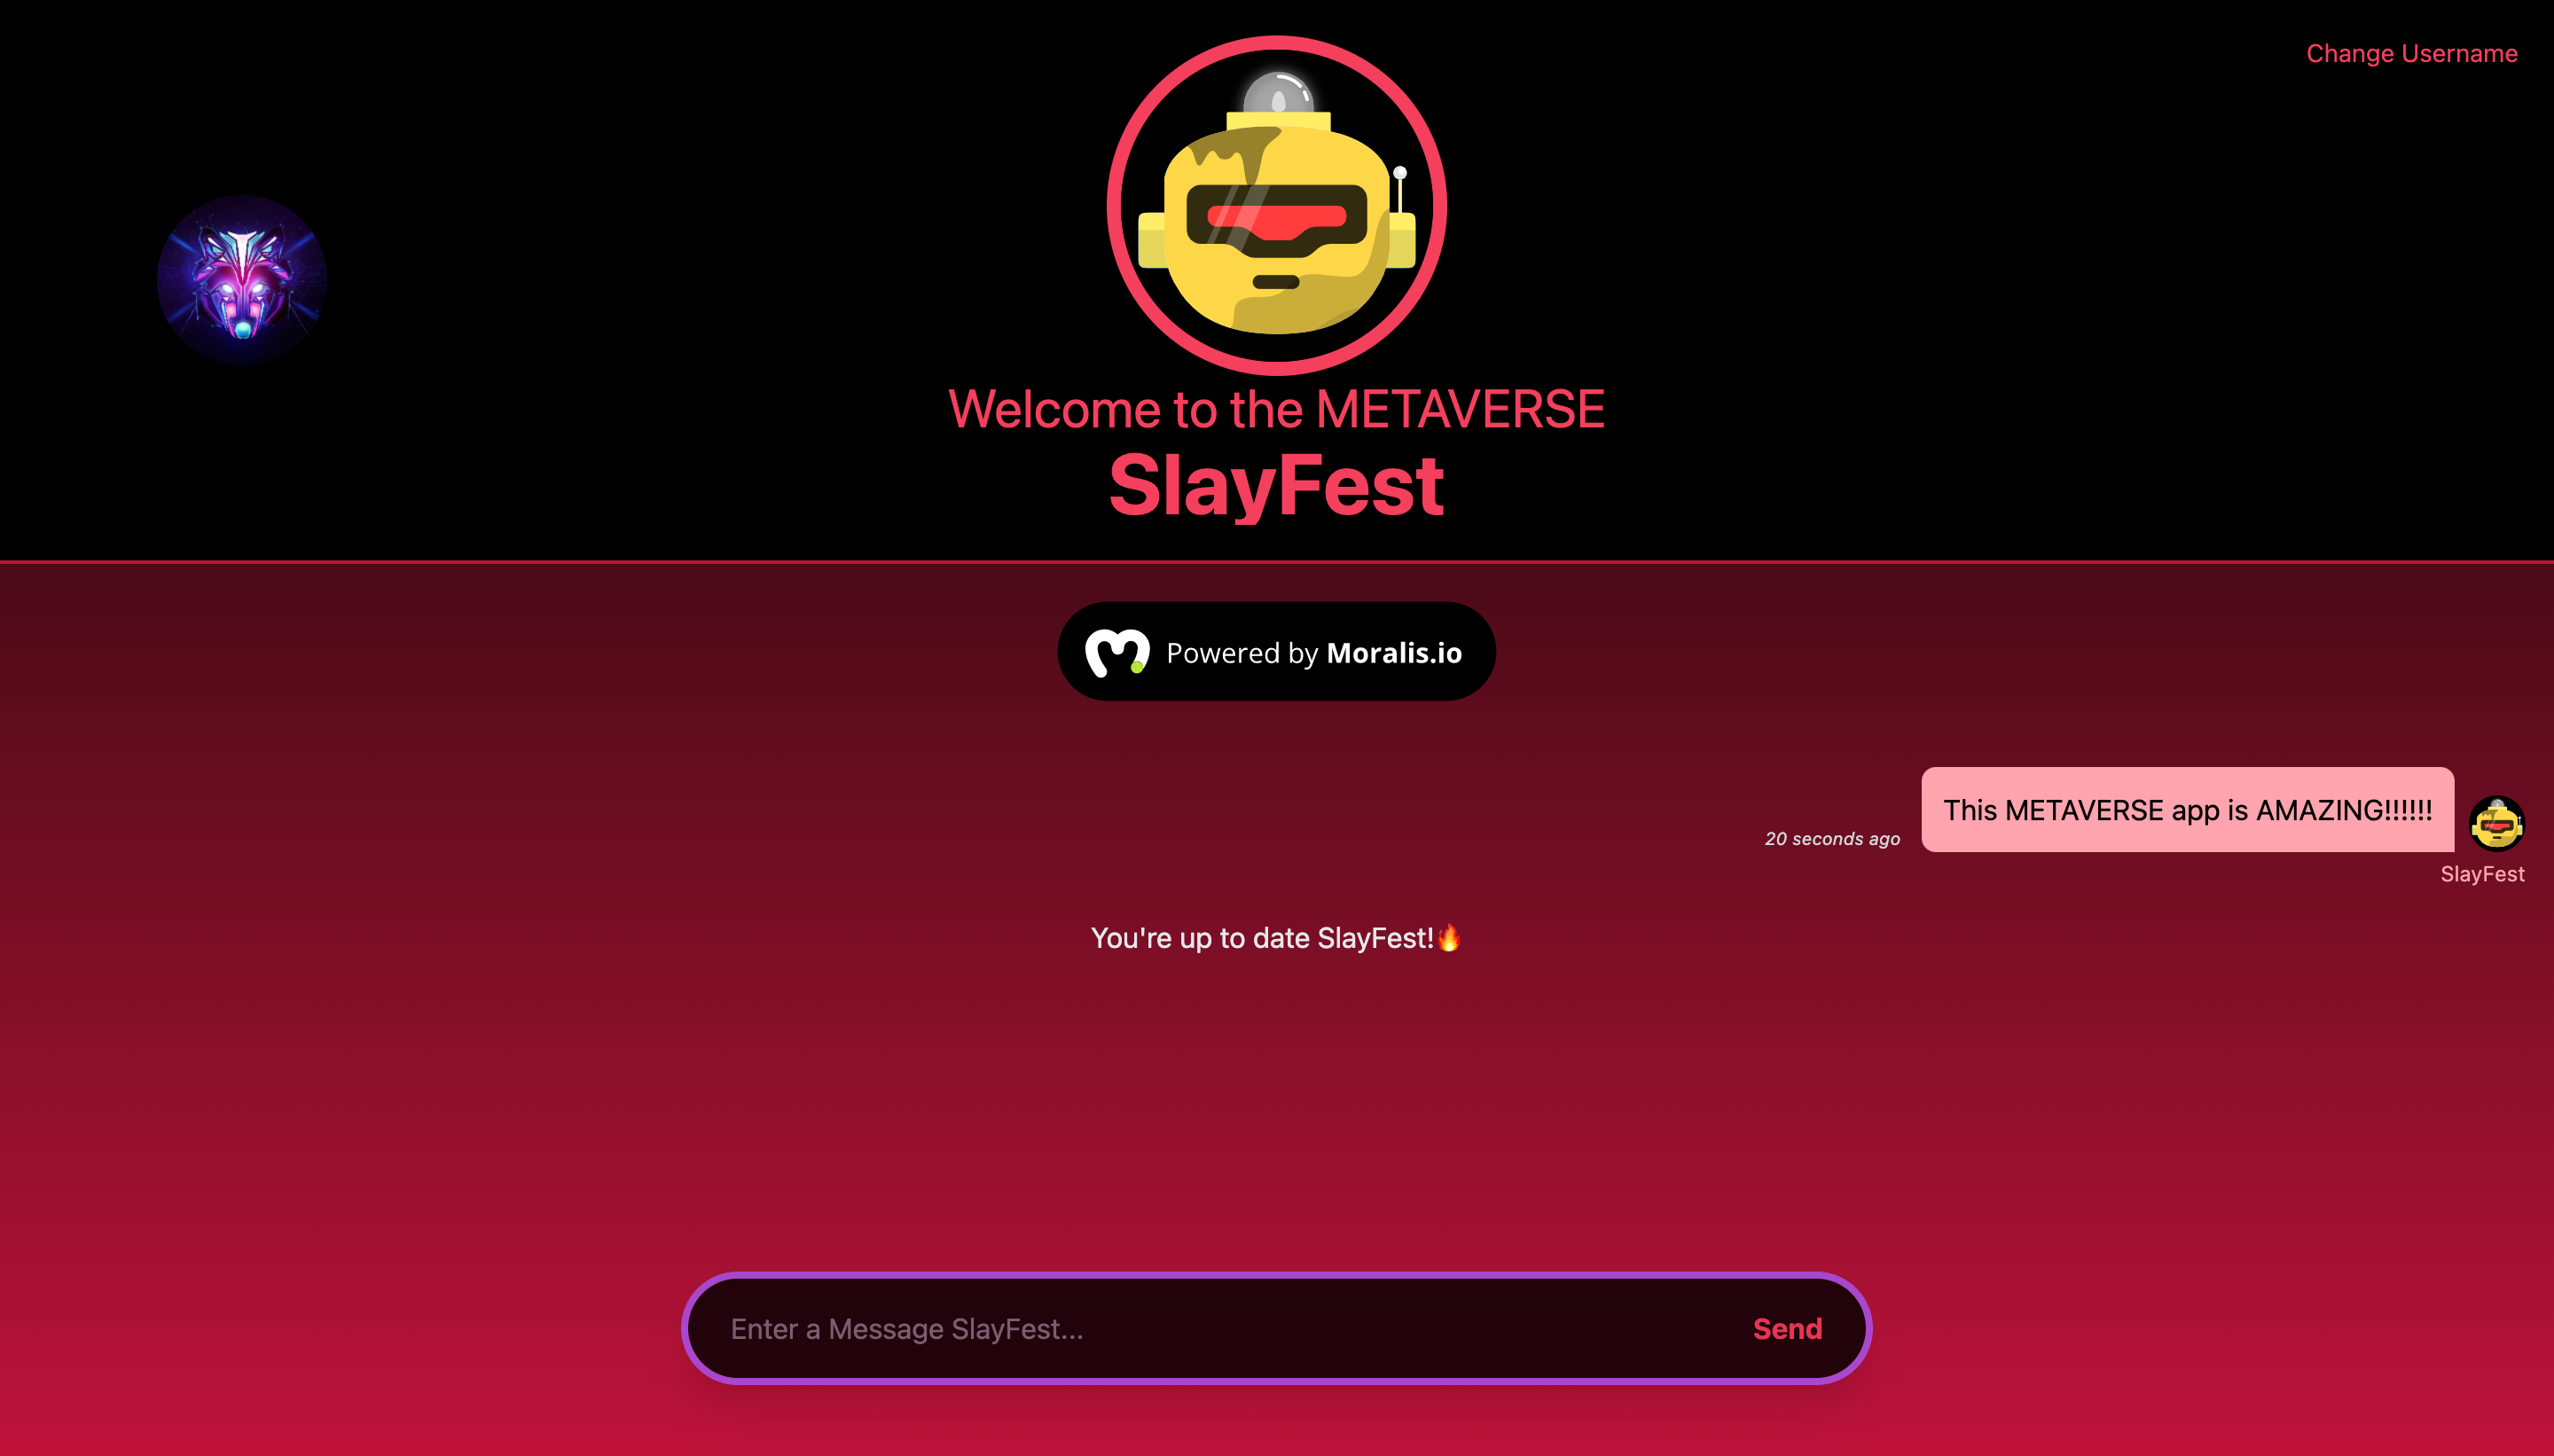 Change Username
Welcome to the METAVERSE
SlayFest
Powered by Moralis.io
This METAVERSE app is AMAZING!!!!!!
20 seconds ago
SlayFest
You're up to date SlayFest!🔥
Enter a Message SlayFest...
Send